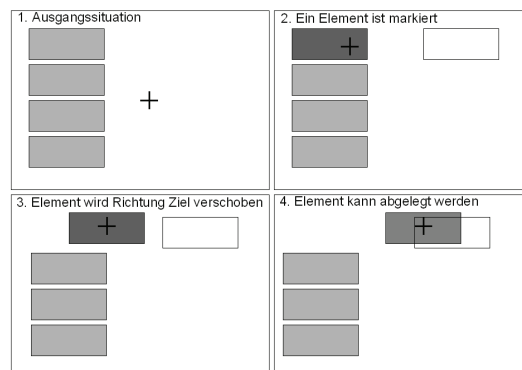 1. Ausgangssituation
2. Ein Element ist markiert
3. Element wird Richtung Ziel verschoben
4. Element kann abgelegt werden